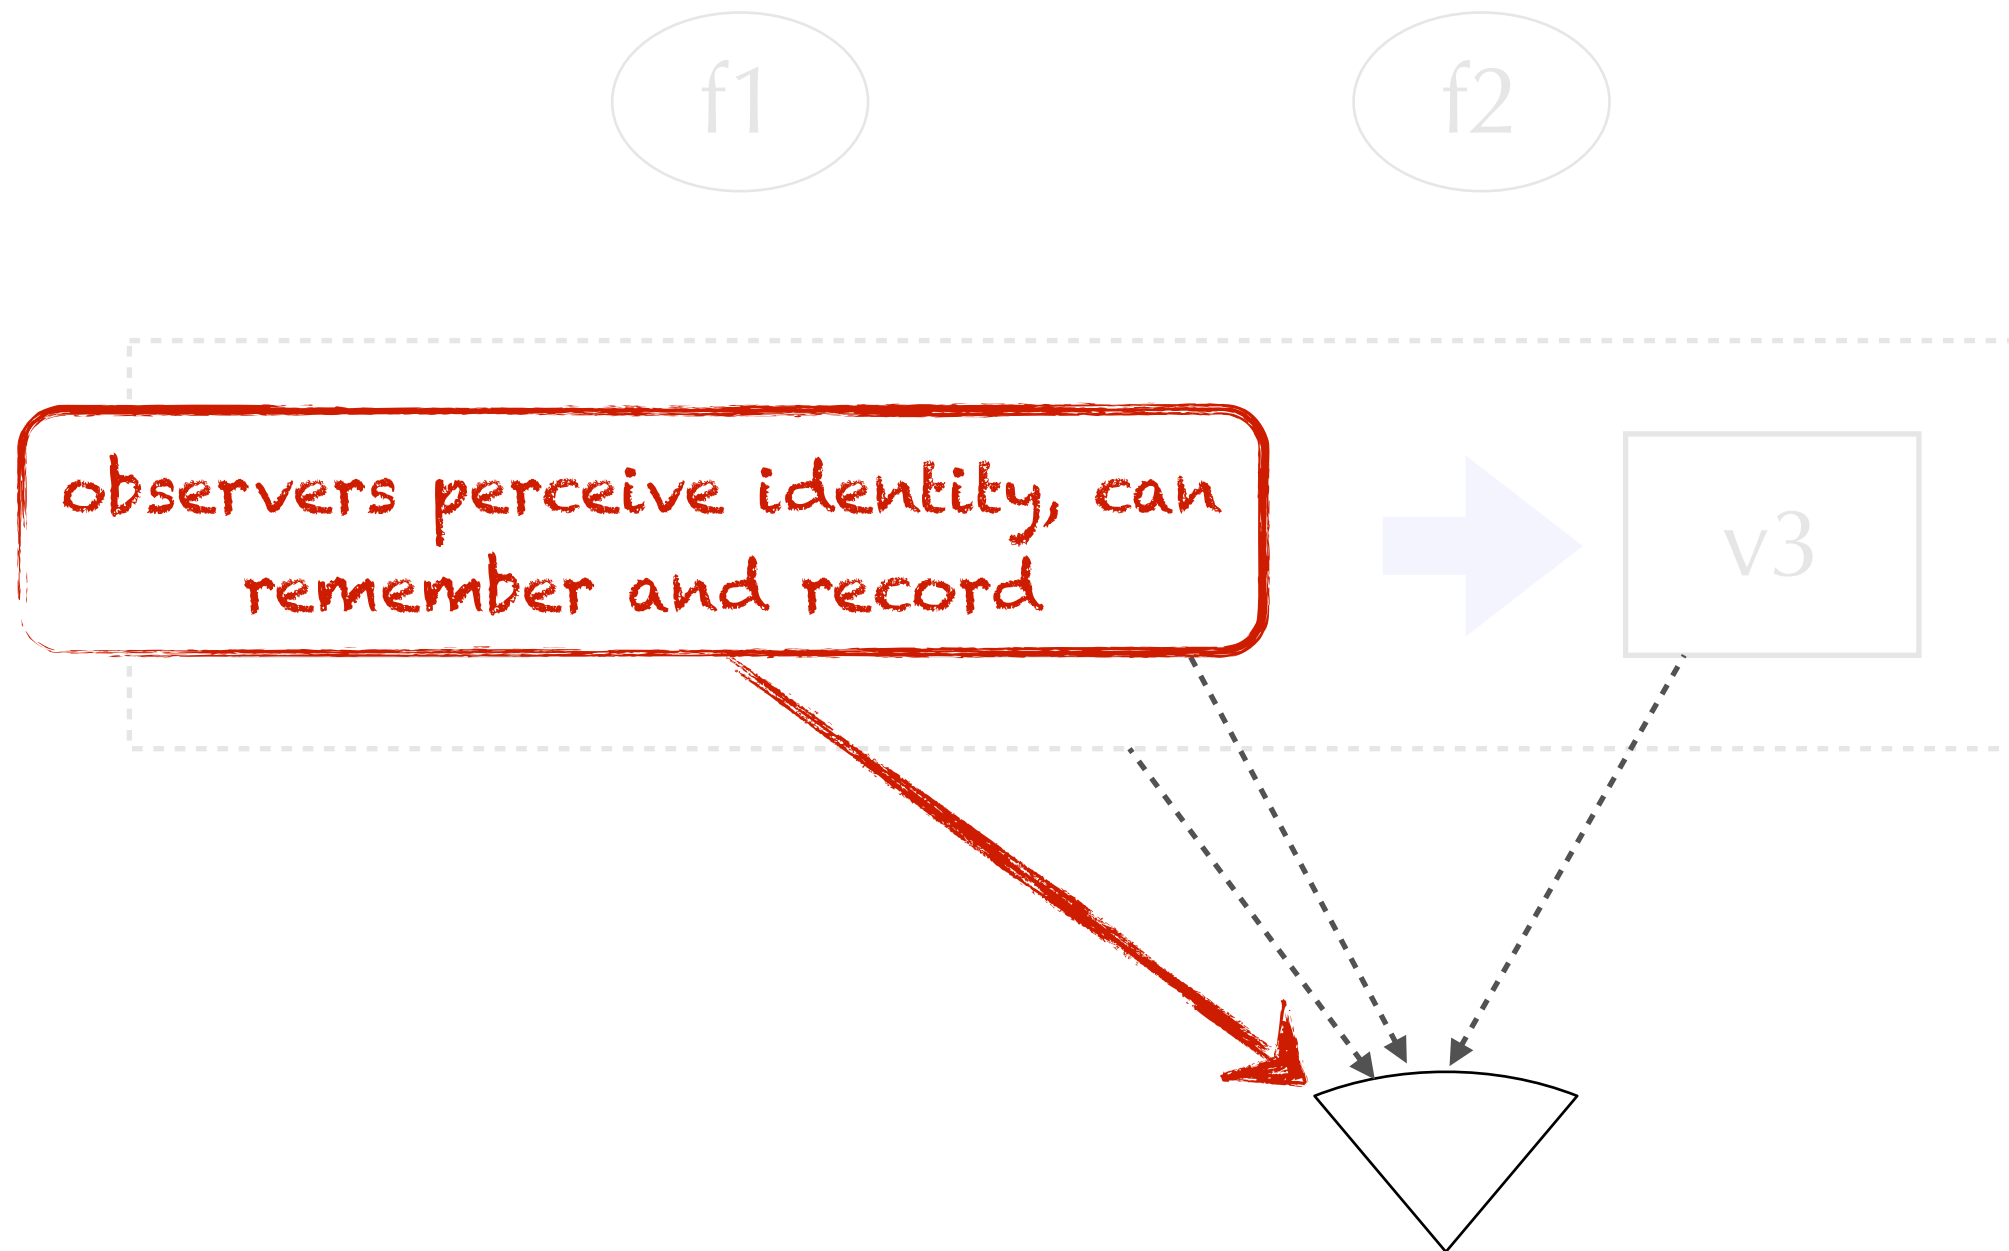 f1
f2
observers perceive identity, can
remember and record
v3